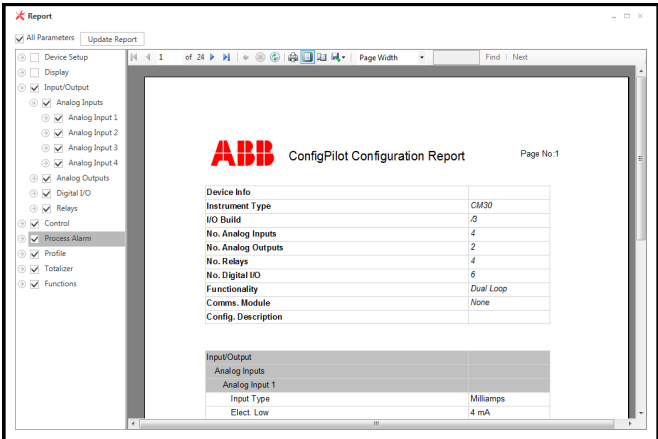 Report
All Parameters Update Report
1 of 24 Page Width Find Next
Device Setup
Display
Input/Output
Analog Inputs
Analog Input 1
Analog Input 2
Analog Input 3
Analog Input 4
Analog Outputs
Digital I/O
Relays
Control
Process Alarm
Profile
Totalizer
Functions
ABB ConfigPilot Configuration Report Page No:1
Device Info
Instrument Type CM30
I/O Build /3
No. Analog Inputs 4
No. Analog Outputs 2
No. Relays 4
No. Digital I/O 6
Functionality Dual Loop
Comms. Module None
Config. Description
Input/Output
Analog Inputs
Analog Input 1
Input Type Milliamps
Elect. Low 4 mA